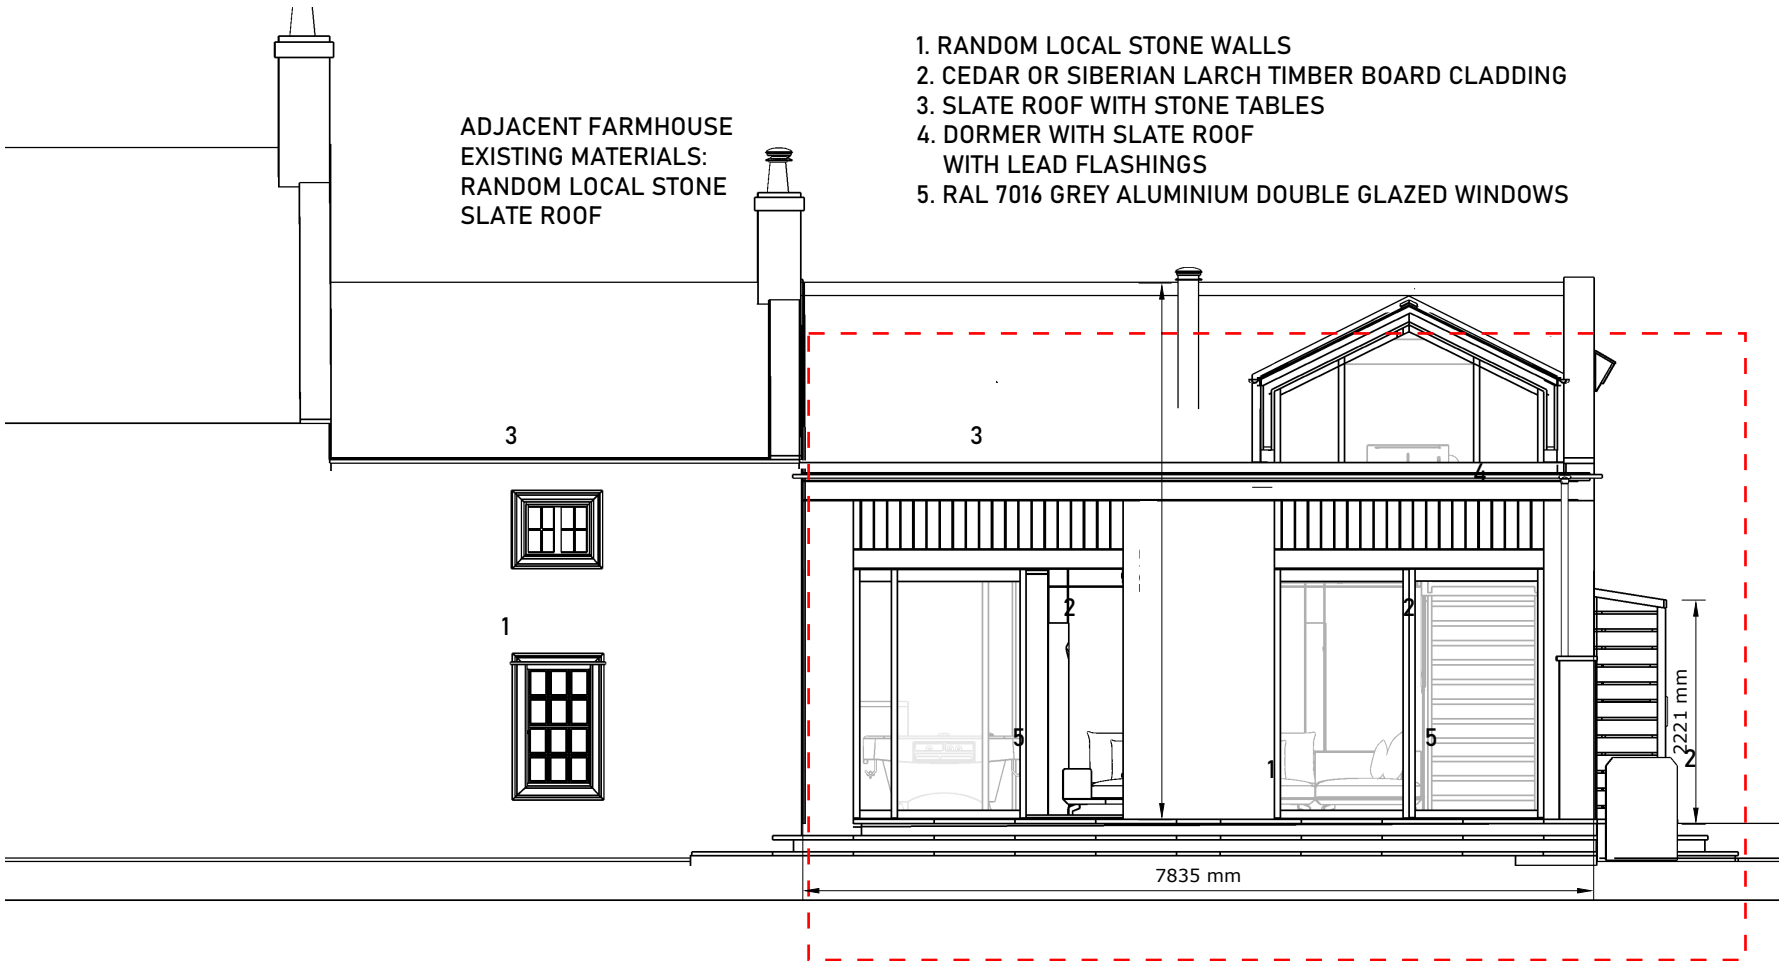 1. RANDOM LOCAL STONE WALLS
2. CEDAR OR SIBERIAN LARCH TIMBER BOARD CLADDING
3. SLATE ROOF WITH STONE TABLES
4. DORMER WITH SLATE ROOF
WITH LEAD FLASHINGS
5. RAL 7016 GREY ALUMINIUM DOUBLE GLAZED WINDOWS
ADJACENT FARMHOUSE
EXISTING MATERIALS:
RANDOM LOCAL STONE
SLATE ROOF
3
3
4
2
2
1
5
5
1
2221 mm
2
7835 mm